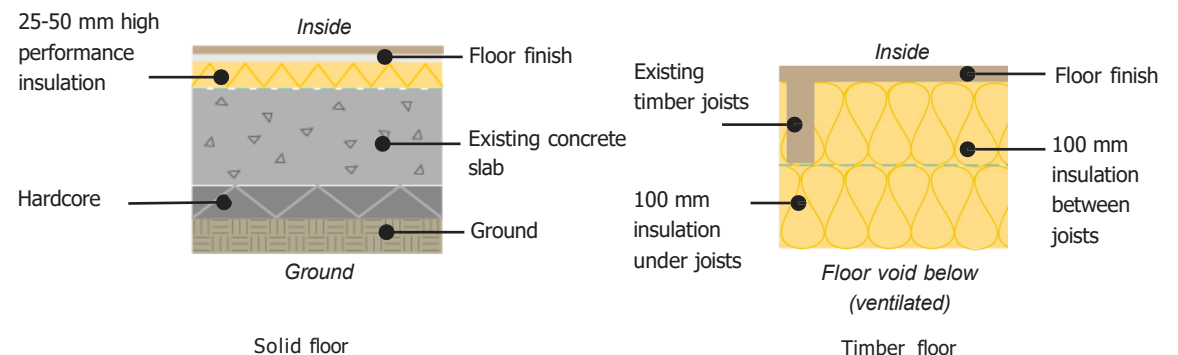 25-50 mm high
performance
insulation
Inside
Floor finish
Existing concrete
slab
Hardcore
Ground
Ground
Solid floor
Inside
Existing
timber joists
Floor finish
100 mm
insulation
between
joists
100 mm
insulation
under joists
Floor void below
(ventilated)
Timber floor